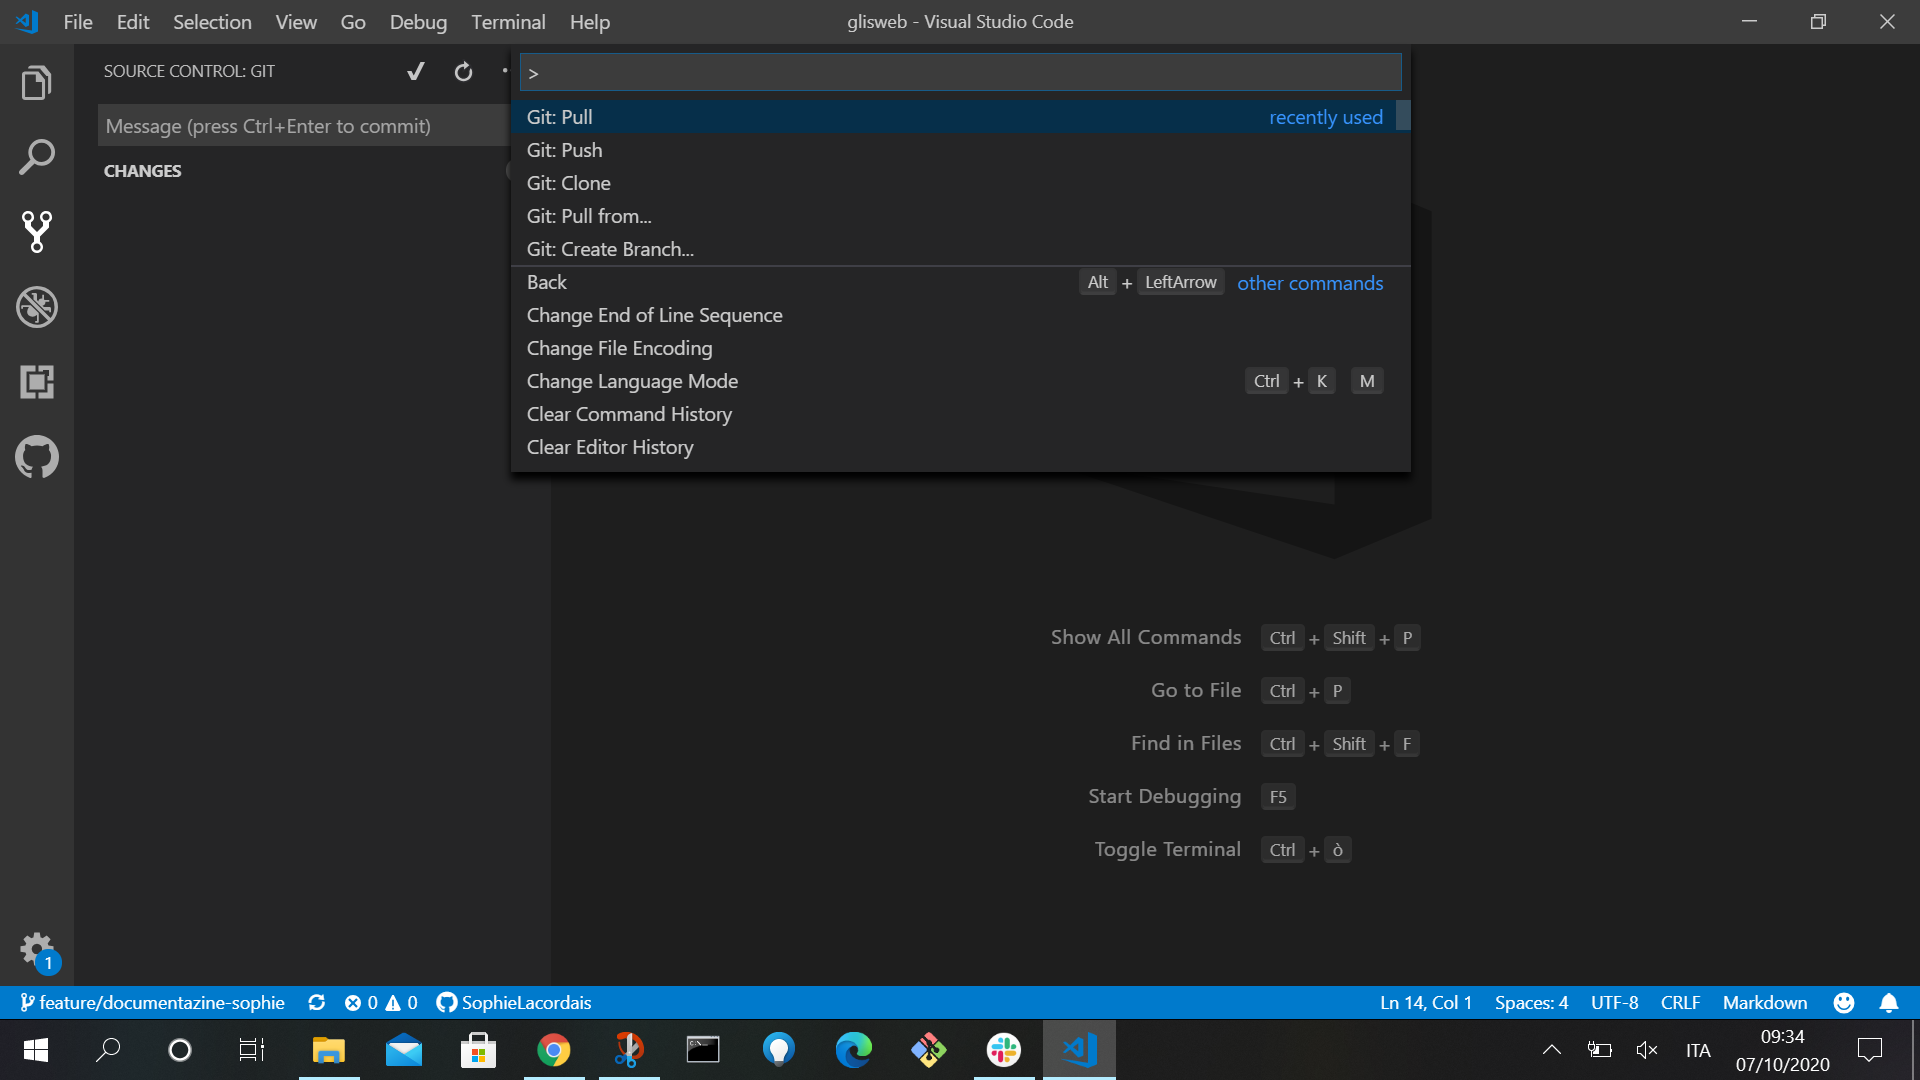 File Edit Selection View Go Debug Terminal Help
glisweb - Visual Studio Code
SOURCE CONTROL: GIT
Message (press Ctrl+Enter to commit)
CHANGES
>
Git: Pull recently used
Git: Push
Git: Clone
Git: Pull from...
Git: Create Branch...
Back Alt + LeftArrow other commands
Change End of Line Sequence
Change File Encoding
Change Language Mode Ctrl + K M
Clear Command History
Clear Editor History
Show All Commands Ctrl + Shift + P
Go to File Ctrl + P
Find in Files Ctrl + Shift + F
Start Debugging F5
Toggle Terminal Ctrl + ò
1
feature/documentazine-sophie 0 0 SophieLacordais
Ln 14, Col 1 Spaces: 4 UTF-8 CRLF Markdown
ITA
09:34
07/10/2020